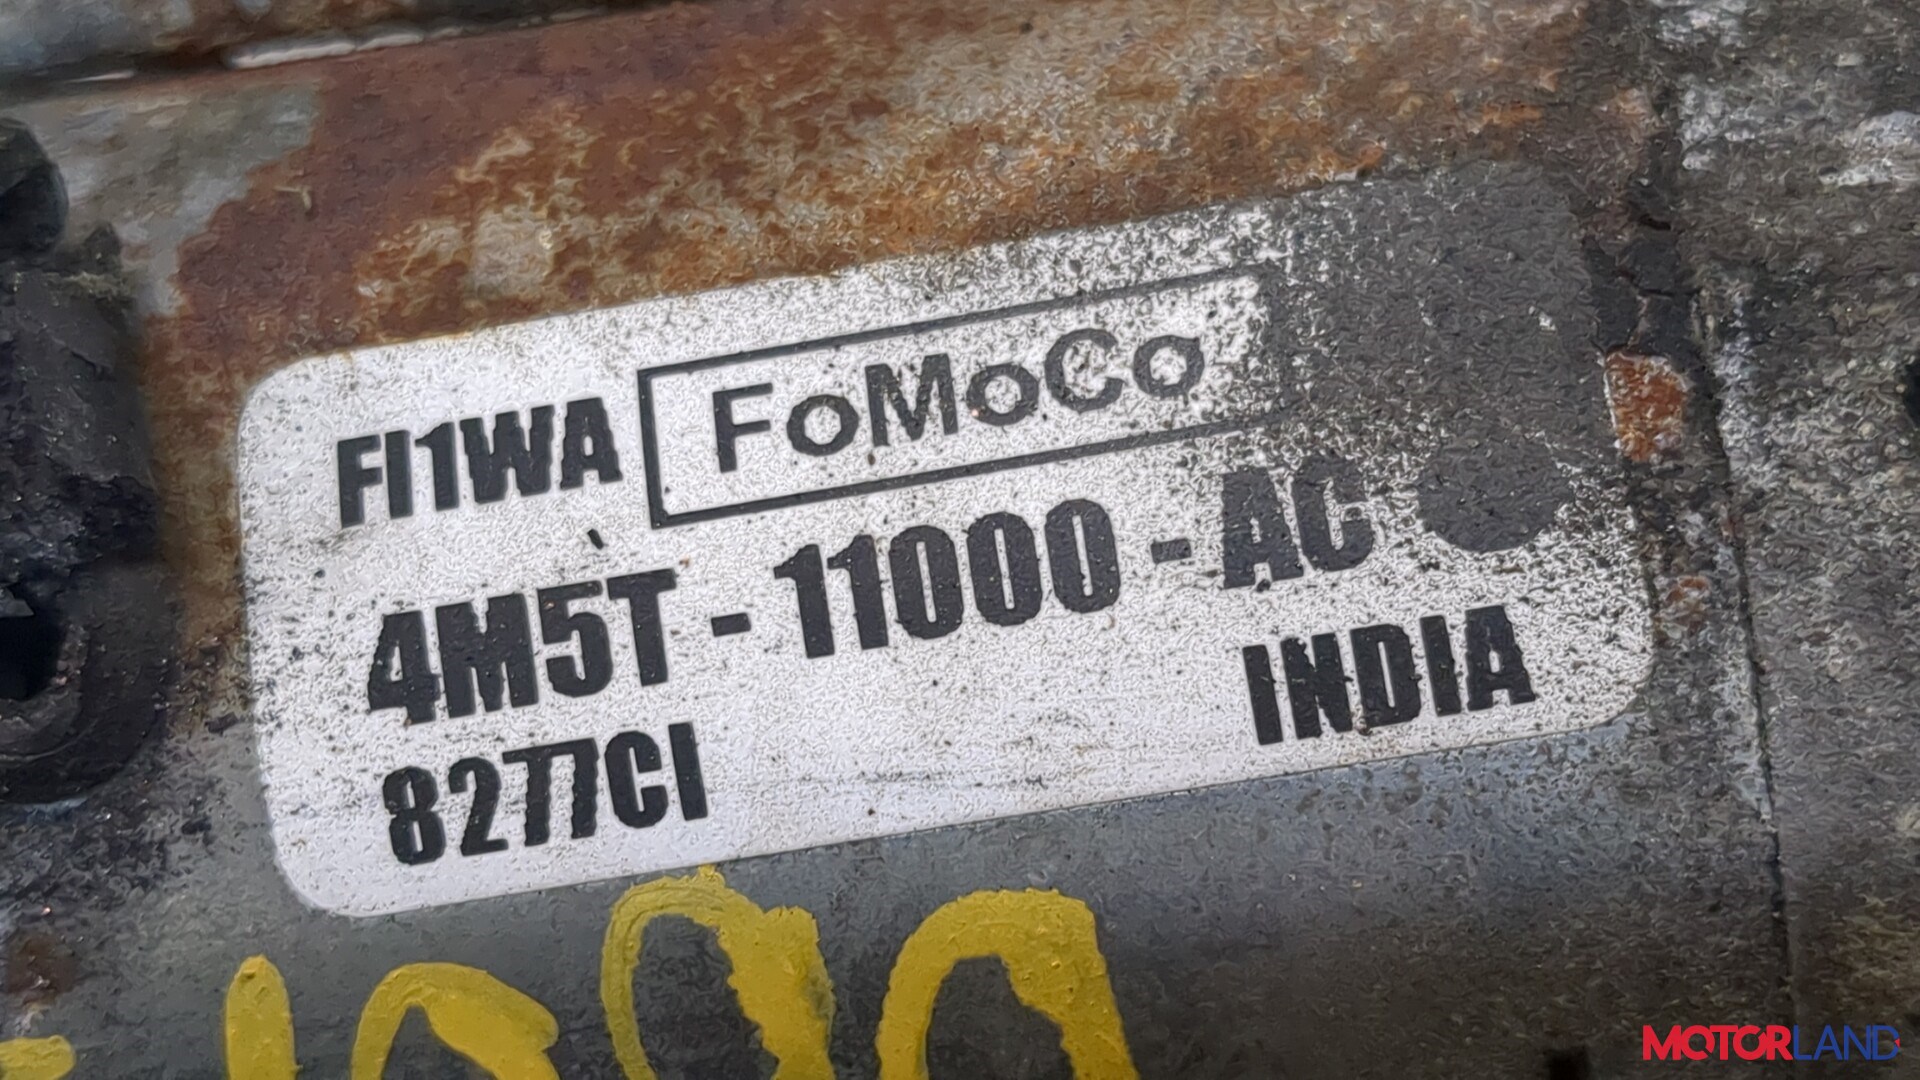 FI1WA FoMoCo
4M5T - 11000 - AC
INDIA
8277CI
MOTORLAND